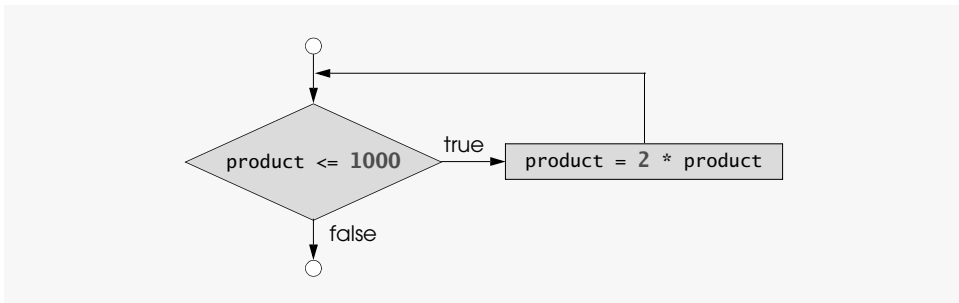 true
product <= 1000
product = 2 * product
false